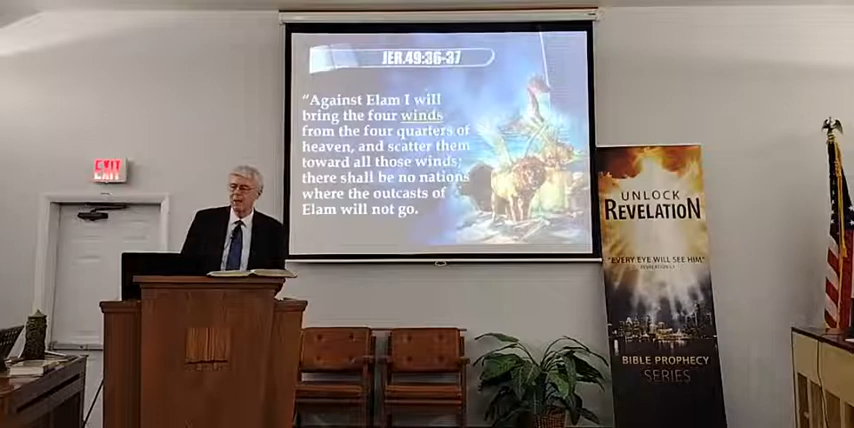 JER.49:36-37
"Against Elam I will
bring the four winds
from the four quarters of
heaven, and scatter them
toward all those winds;
there shall be no nations
where the outcasts of
Elam will not go.
EXIT
UNLOCK
REVELATION
"EVERY EYE WILL SEE HIM"
BIBLE PROPHECY
SERIES